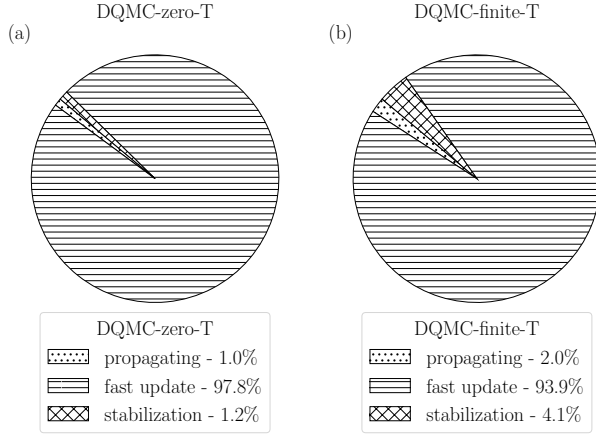 DQMC-zero-T
(a)
DQMC-zero-T
propagating - 1.0%
fast update - 97.8%
stabilization - 1.2%
DQMC-finite-T
(b)
DQMC-finite-T
propagating - 2.0%
fast update - 93.9%
stabilization - 4.1%